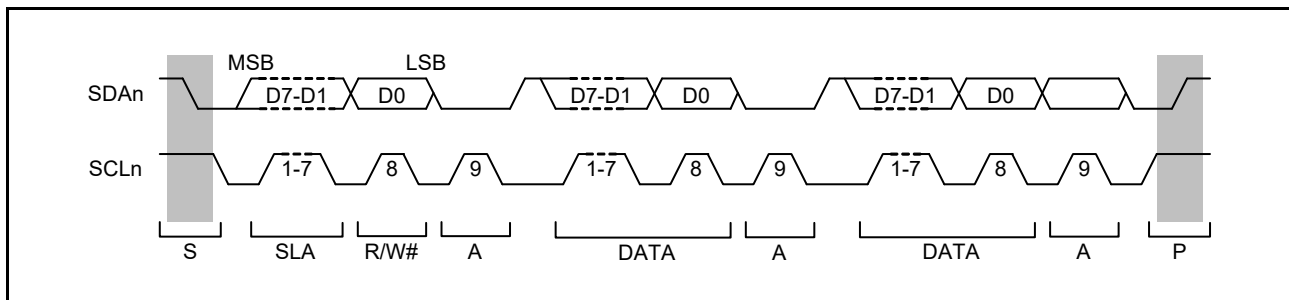 MSB LSB
SDAn D7-D1 D0 D7-D1 D0 D7-D1 D0
SCLn 1-7 8 9 1-7 8 9 1-7 8 9
S SLA R/W# A DATA A DATA A P